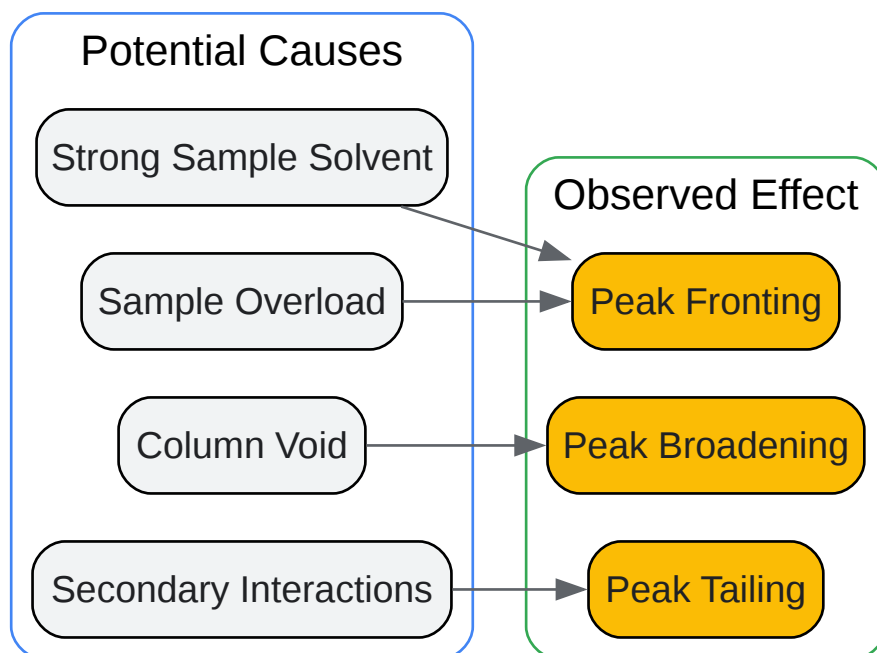 Potential Causes
Strong Sample Solvent
Sample Overload
Column Void
Secondary Interactions
Observed Effect
Peak Fronting
Peak Broadening
Peak Tailing